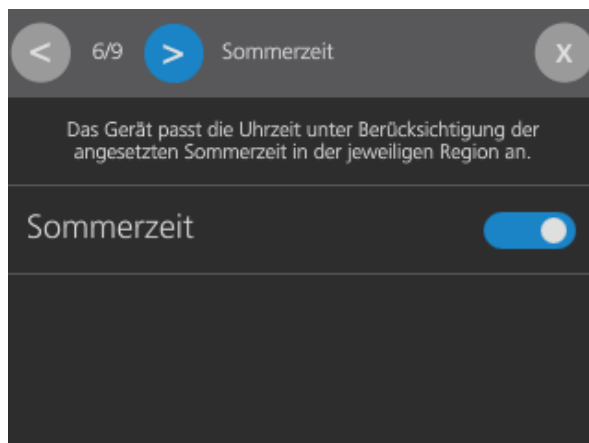 < 6/9 > Sommerzeit X
Das Gerät passt die Uhrzeit unter Berücksichtigung der
angesetzten Sommerzeit in der jeweiligen Region an.
Sommerzeit